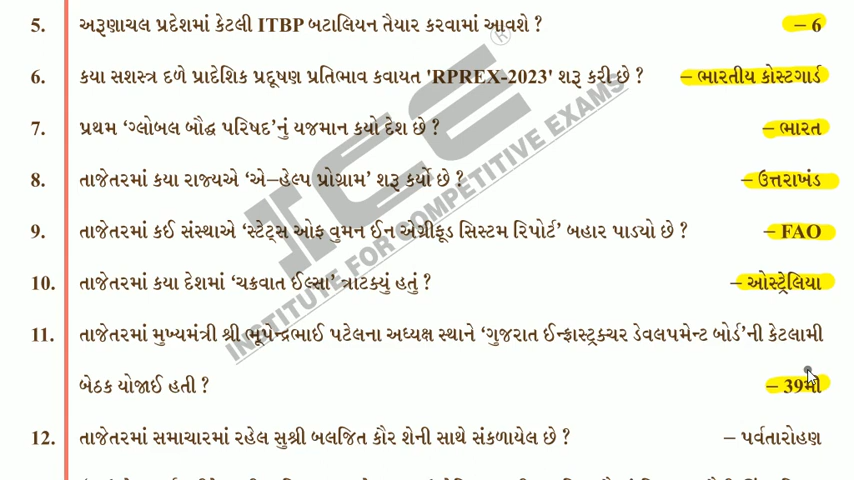 5. અરૂણાચલ પ્રદેશમાં કેટલી ITBP બટાલિયન તૈયાર કરવામાં આવશે ? – 6
6. કયા સશસ્ત્ર દળે પ્રાદેશિક પ્રદૂષણ પ્રતિભાવ કવાયત 'RPREX-2023' શરૂ કરી છે ? – ભારતીય કોસ્ટગાર્ડ
7. પ્રથમ ‘ગ્લોબલ બૌદ્ધ પરિષદ’નું યજમાન કયો દેશ છે ? – ભારત
8. તાજેતરમાં કયા રાજ્યએ ‘એ–હેલ્પ પ્રોગ્રામ’ શરૂ કર્યો છે ? – ઉત્તરાખંડ
9. તાજેતરમાં કઈ સંસ્થાએ ‘સ્ટેટ્સ ઓફ વુમન ઈન એગ્રીફૂડ સિસ્ટમ રિપોર્ટ’ બહાર પાડયો છે ? – FAO
10. તાજેતરમાં કયા દેશમાં ‘ચક્રવાત ઈલ્સા’ ત્રાટક્યું હતું ? – ઓસ્ટ્રેલિયા
11. તાજેતરમાં મુખ્યમંત્રી શ્રી ભૂપેન્દ્રભાઈ પટેલના અધ્યક્ષ સ્થાને ‘ગુજરાત ઈન્ફ્રાસ્ટ્રક્ચર ડેવલપમેન્ટ બોર્ડ’ની કેટલામી
બેઠક યોજાઈ હતી ? – 39મી
12. તાજેતરમાં સમાચારમાં રહેલ સુશ્રી બલજિત કૌર શેની સાથે સંકળાયેલ છે ? – પર્વતારોહણ
ICE ®
INSTITUTE FOR COMPETITIVE EXAMS